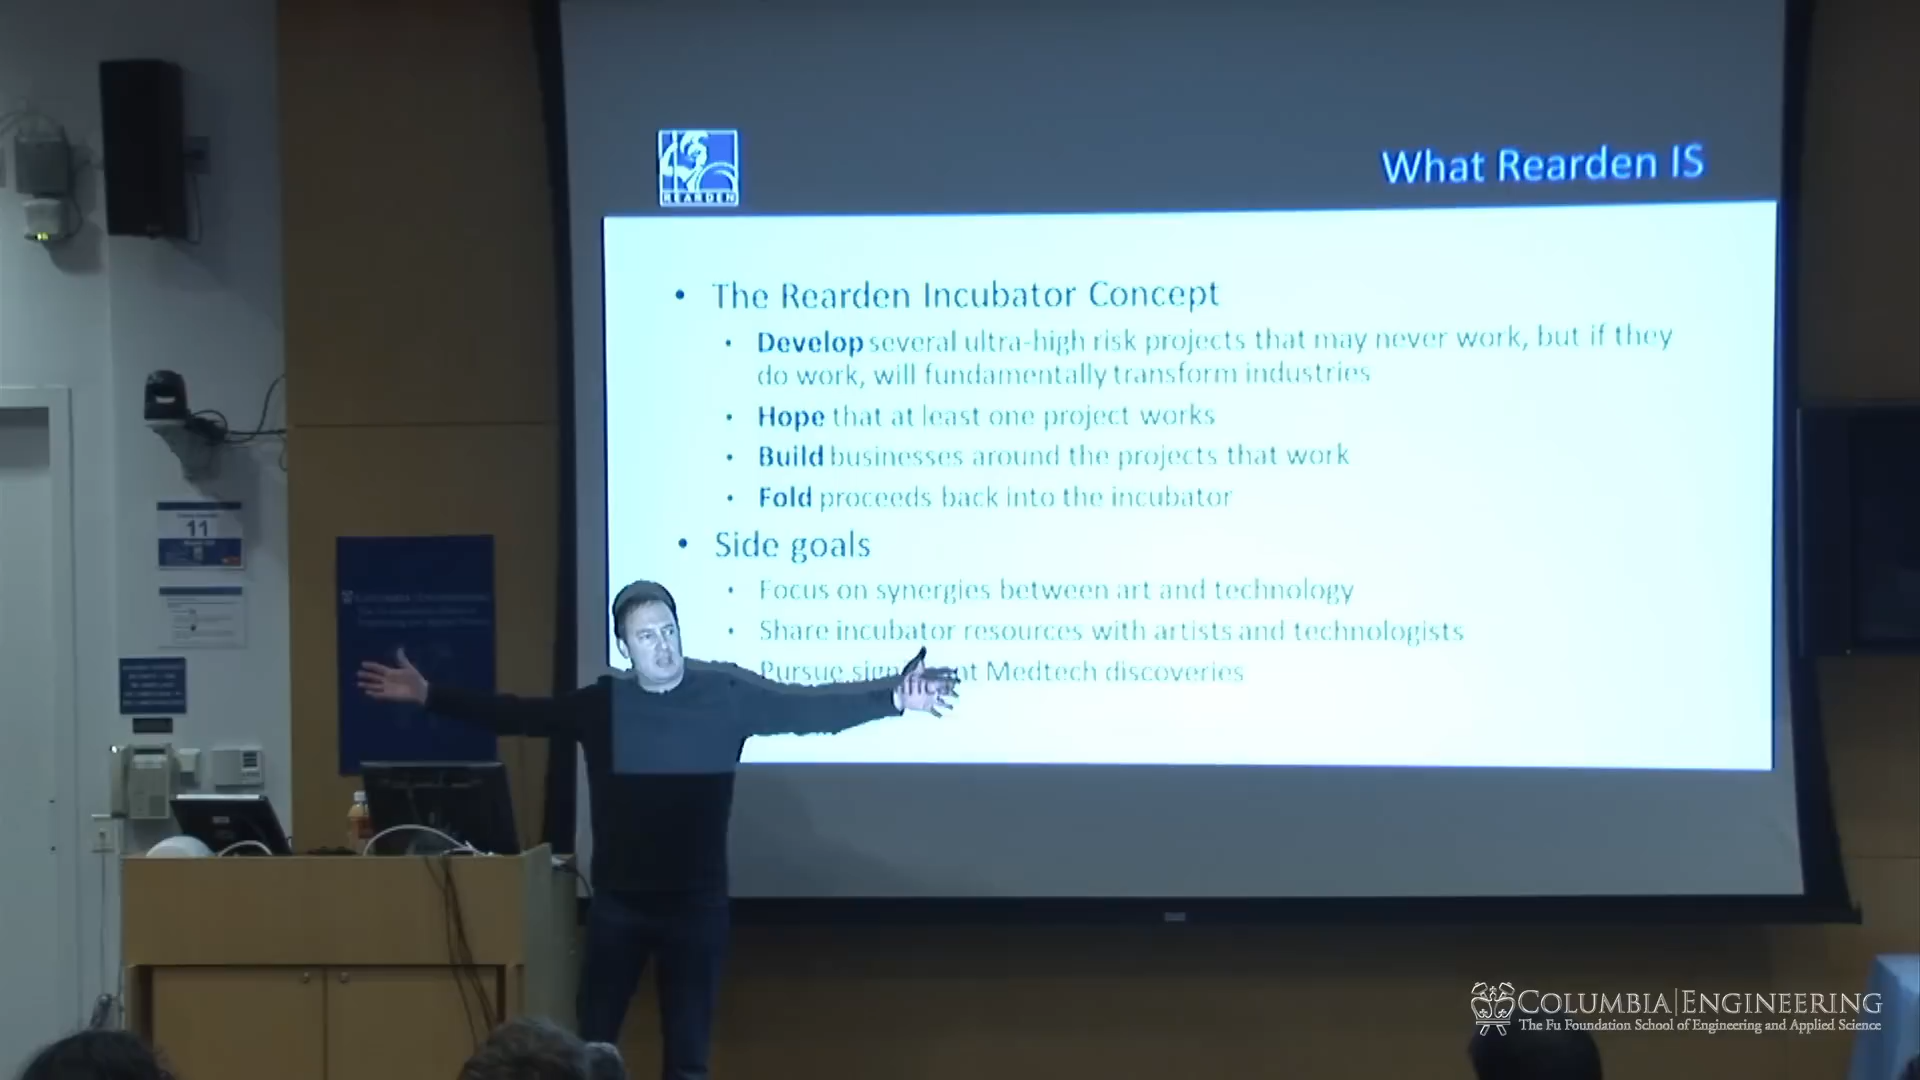 REARDEN
What Rearden IS
• The Rearden Incubator Concept
• Develop several ultra-high risk projects that may never work, but if they
do work, will fundamentally transform industries
• Hope that at least one project works
• Build businesses around the projects that work
• Fold proceeds back into the incubator
• Side goals
• Focus on synergies between art and technology
• Share incubator resources with artists and technologists
Pursue significant Medtech discoveries
11
COLUMBIA ENGINEERING
COLUMBIA|ENGINEERING
The Fu Foundation School of Engineering and Applied Science